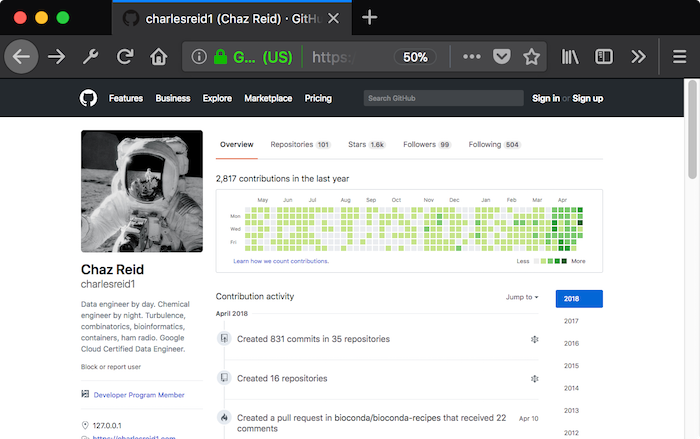 charlesreid1 (Chaz Reid) · GitHu
G... (US) https: 50%
Features Business Explore Marketplace Pricing Search GitHub Sign in or Sign up
Overview Repositories 101 Stars 1.6k Followers 99 Following 504
2,817 contributions in the last year
May Jun Jul Aug Sep Oct Nov Dec Jan Feb Mar Apr
Mon
Wed
Fri
Learn how we count contributions. Less More
Chaz Reid
charlesreid1
Data engineer by day. Chemical
engineer by night. Turbulence,
combinatorics, bioinformatics,
containers, ham radio. Google
Cloud Certified Data Engineer.
Block or report user
Developer Program Member
127.0.0.1
https://charlesreid1.com
Contribution activity Jump to
2018
2017
2016
2015
2014
2013
2012
April 2018
Created 831 commits in 35 repositories
Created 16 repositories
Created a pull request in bioconda/bioconda-recipes that received 22 Apr 10
comments